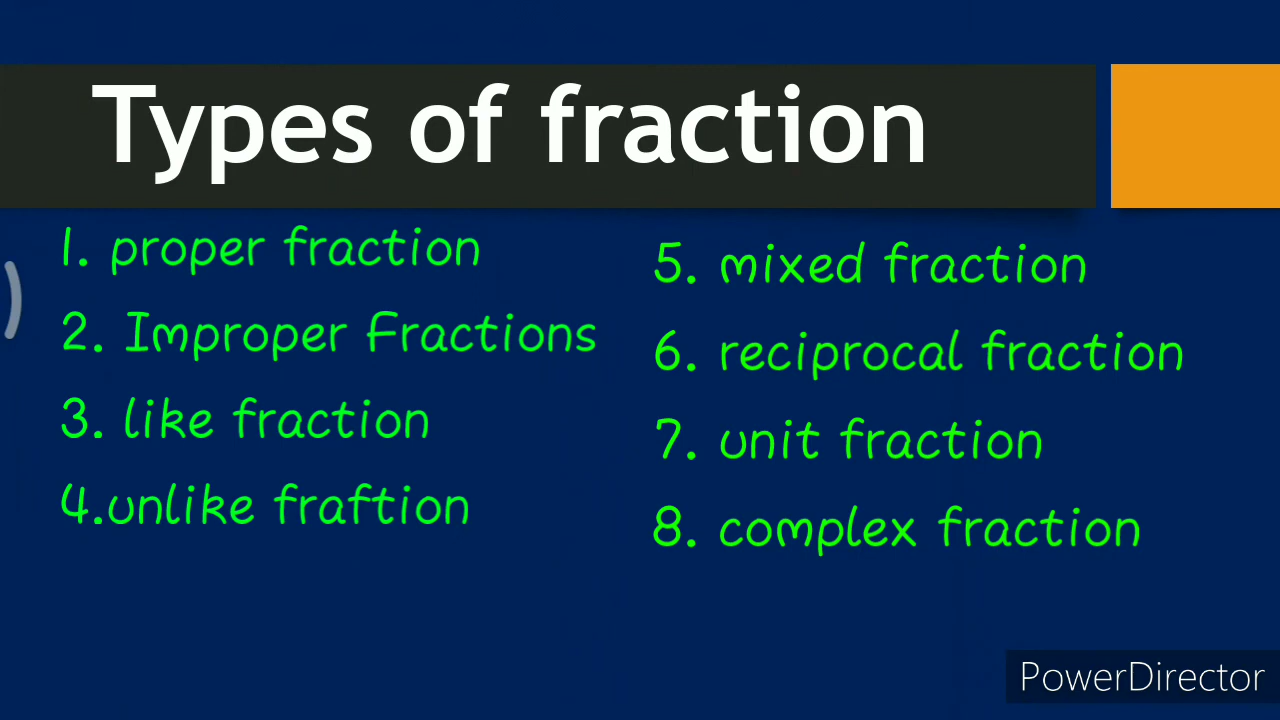 Types of fraction
1. proper fraction
2. Improper Fractions
3. like fraction
4.unlike fraftion
5. mixed fraction
6. reciprocal fraction
7. unit fraction
8. complex fraction
PowerDirector